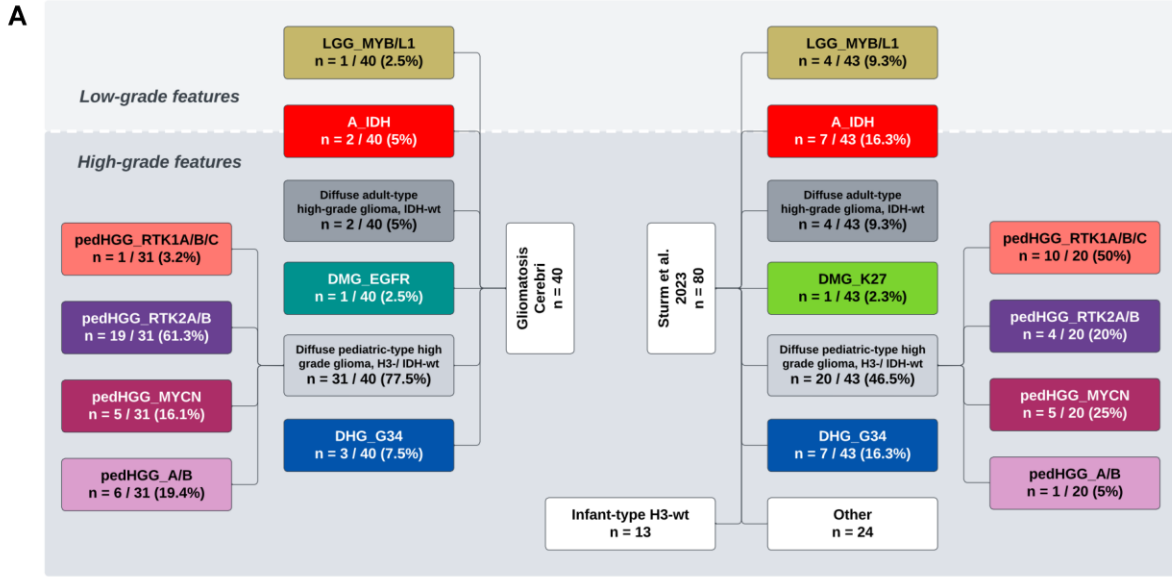 A
Low-grade features
High-grade features
LGG_MYB/L1
n = 1 / 40 (2.5%)
A_IDH
n = 2 / 40 (5%)
Diffuse adult-type
high-grade glioma, IDH-wt
n = 2 / 40 (5%)
DMG_EGFR
n = 1 / 40 (2.5%)
Diffuse pediatric-type high
grade glioma, H3-/ IDH-wt
n = 31 / 40 (77.5%)
DHG_G34
n = 3 / 40 (7.5%)
pedHGG_RTK1A/B/C
n = 1 / 31 (3.2%)
pedHGG_RTK2A/B
n = 19 / 31 (61.3%)
pedHGG_MYCN
n = 5 / 31 (16.1%)
pedHGG_A/B
n = 6 / 31 (19.4%)
Gliomatosis
Cerebri
n = 40
Sturm et al.
2023
n = 80
LGG_MYB/L1
n = 4 / 43 (9.3%)
A_IDH
n = 7 / 43 (16.3%)
Diffuse adult-type
high-grade glioma, IDH-wt
n = 4 / 43 (9.3%)
DMG_K27
n = 1 / 43 (2.3%)
Diffuse pediatric-type high
grade glioma, H3-/ IDH-wt
n = 20 / 43 (46.5%)
DHG_G34
n = 7 / 43 (16.3%)
Infant-type H3-wt
n = 13
Other
n = 24
pedHGG_RTK1A/B/C
n = 10 / 20 (50%)
pedHGG_RTK2A/B
n = 4 / 20 (20%)
pedHGG_MYCN
n = 5 / 20 (25%)
pedHGG_A/B
n = 1 / 20 (5%)